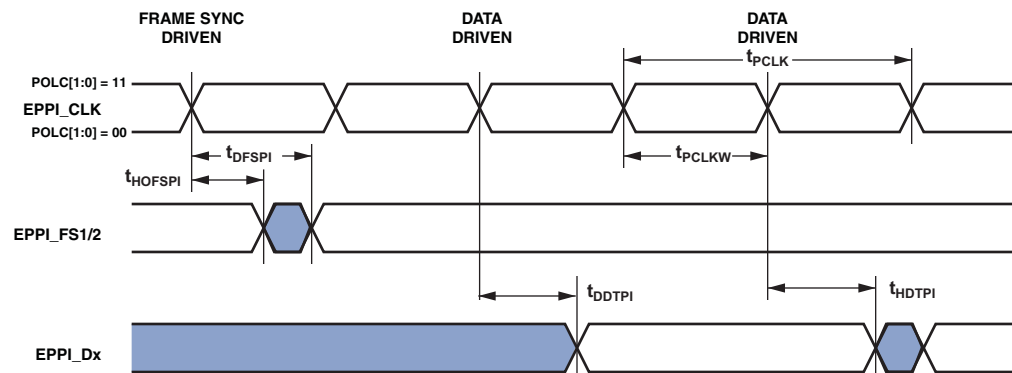 FRAME SYNC
DRIVEN
DATA
DRIVEN
DATA
DRIVEN
tPCLK
POLC[1:0] = 11
EPPI_CLK
POLC[1:0] = 00
tDFSPI
tPCLKW
tHOFSPI
EPPI_FS1/2
tDDTPI
tHDTPI
EPPI_Dx